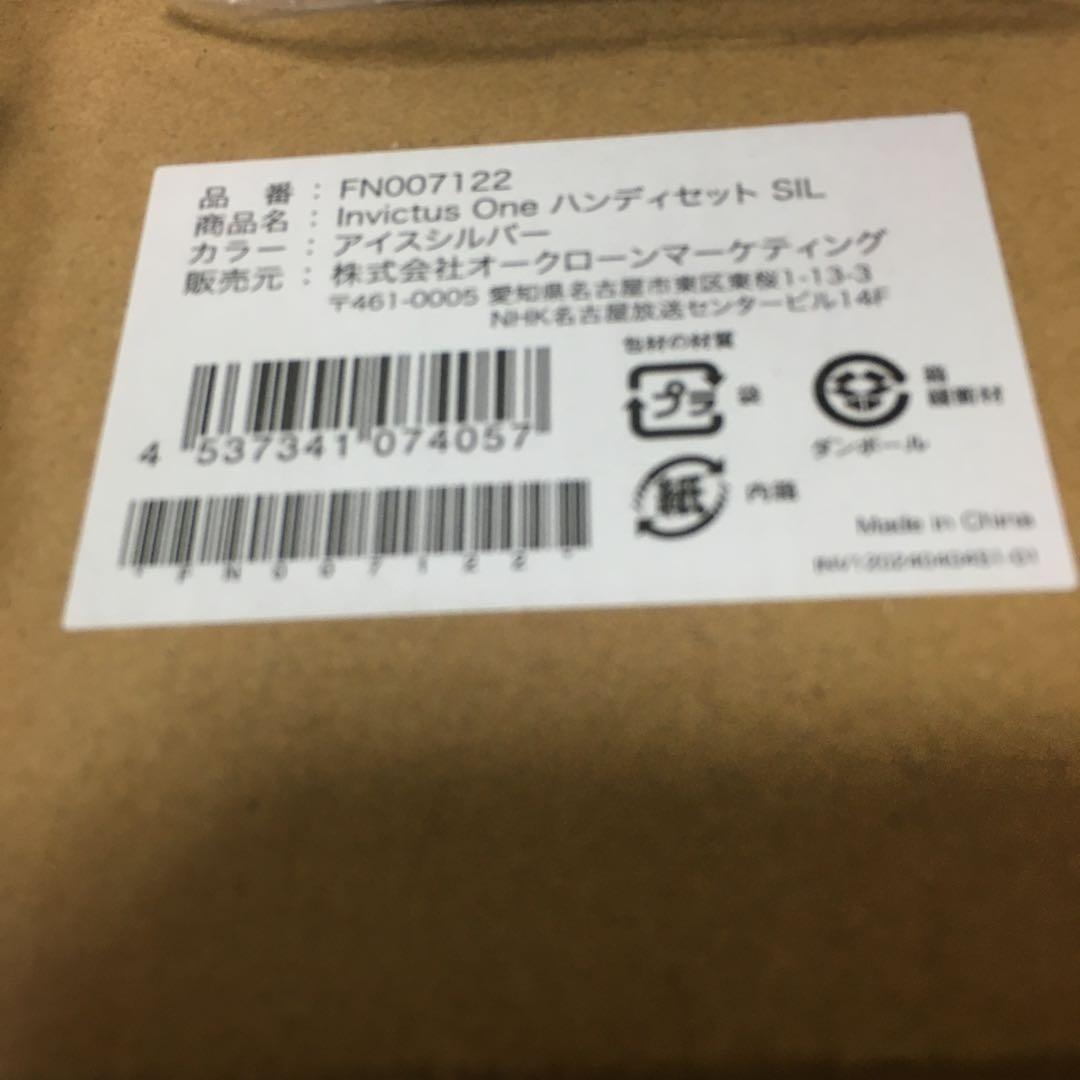 品 番 : FN007122
商品名 : Invictus One ハンディセット SIL
カラー : アイスシルバー
販売元 : 株式会社オークローンマーケティング
〒461-0005 愛知県名古屋市東区東桜1-13-3
NHK名古屋放送センタービル14F
包材の材質
プラ 袋
箱
緩衝材
ダンボール
4 537341 074057
紙 内箱
Made in China